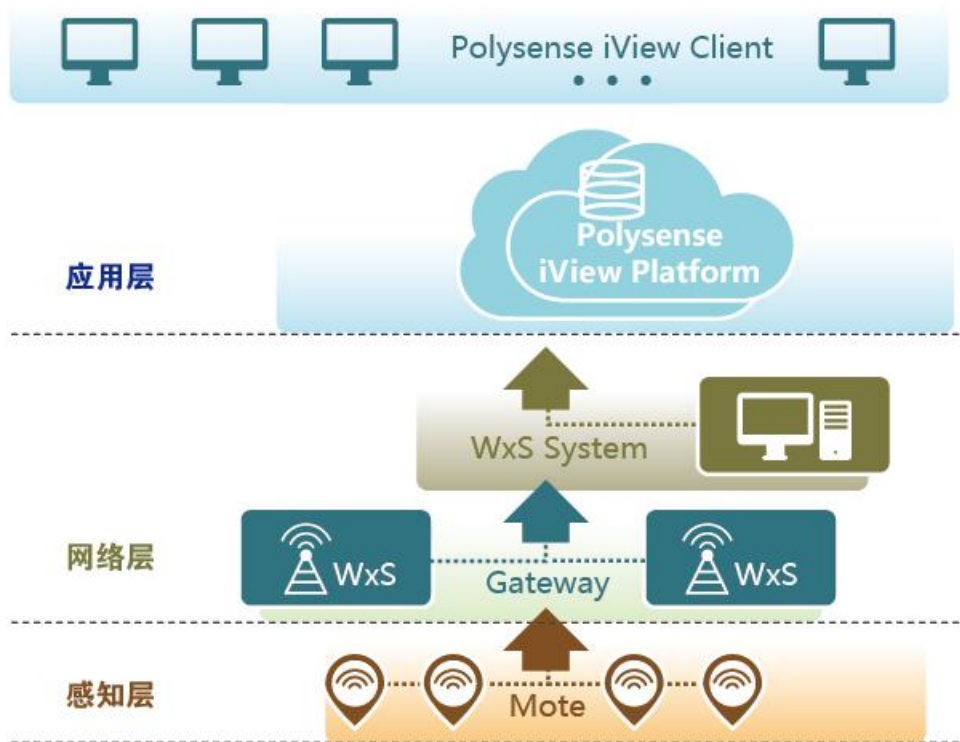 Polysense iView Client
Polysense
iView Platform
应用层
WxS System
网络层
WxS
Gateway
WxS
感知层
Mote